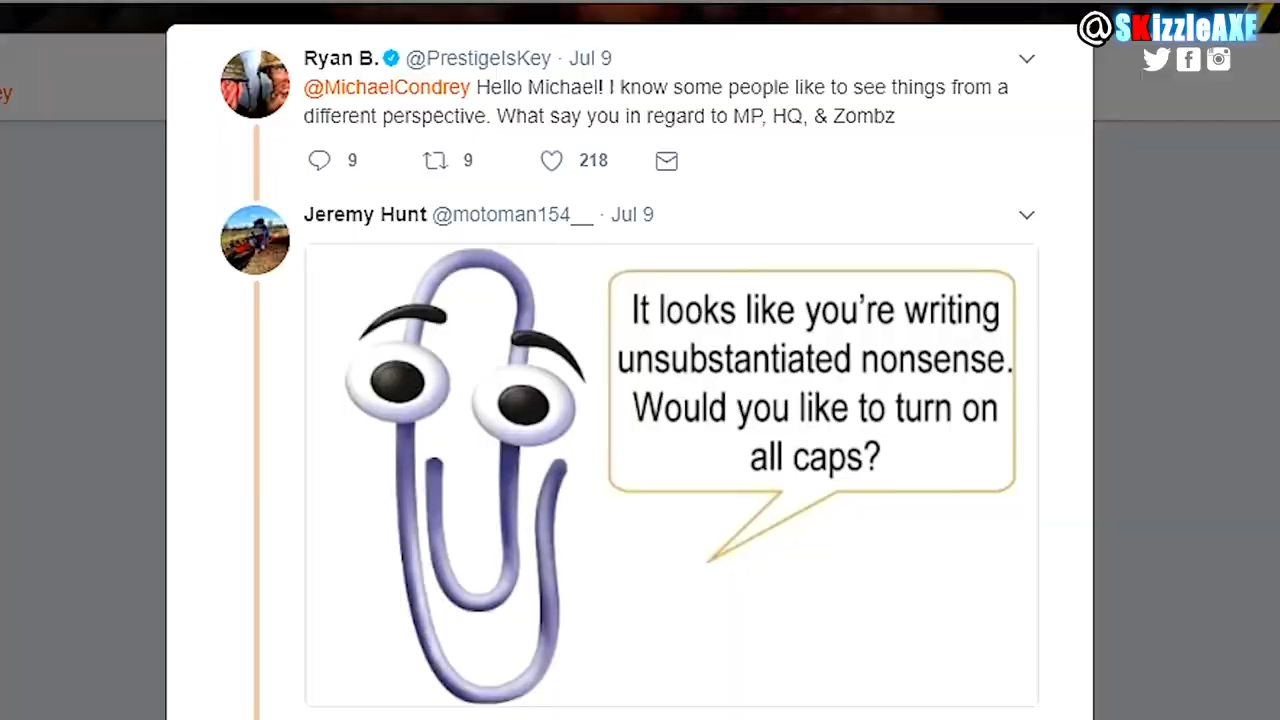 @SKizzleAXE
Ryan B. @PrestigeIsKey · Jul 9
ey
@MichaelCondrey Hello Michael! I know some people like to see things from a
different perspective. What say you in regard to MP, HQ, & Zombz
9 9 218
Jeremy Hunt @motoman154__ · Jul 9
It looks like you're writing
unsubstantiated nonsense.
Would you like to turn on
all caps?